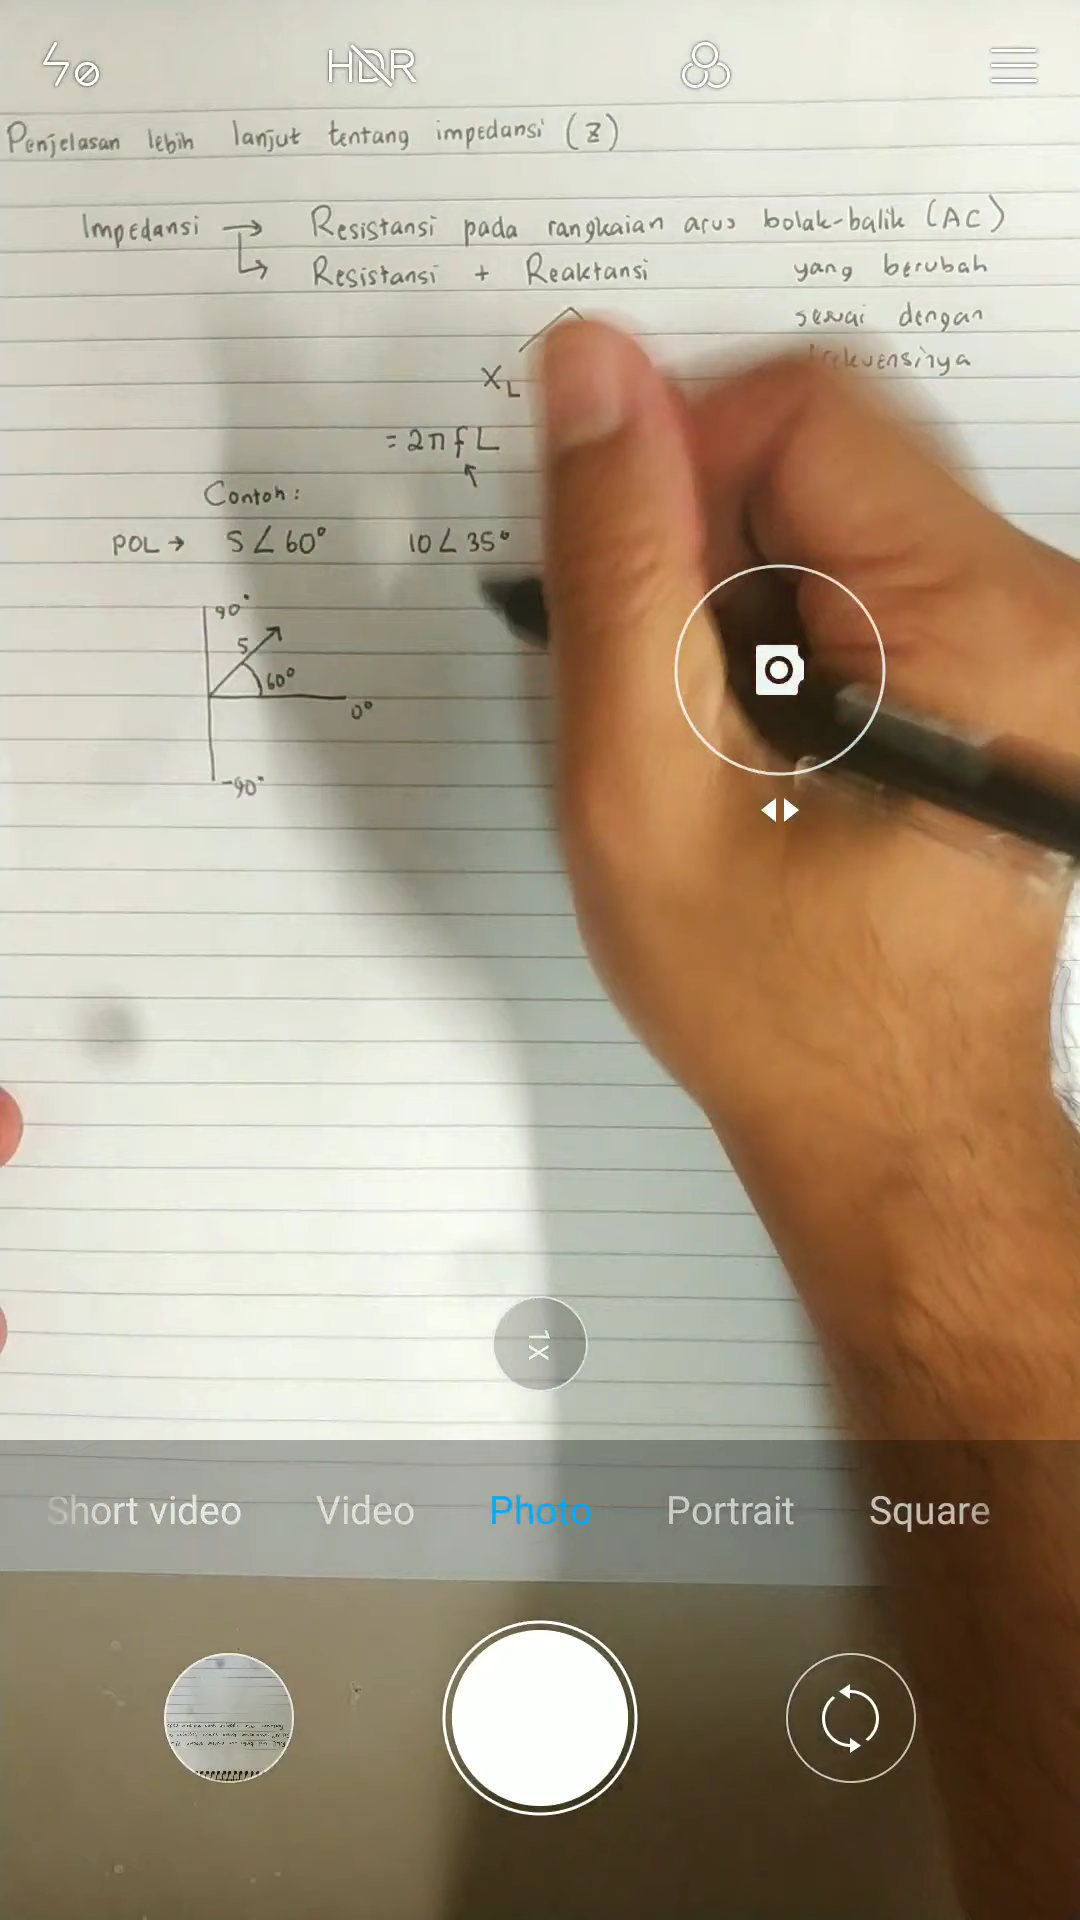 HDR
Penjelasan lebih lanjut tentang impedansi (Z)
Impedansi → Resistansi pada rangkaian arus bolak-balik (AC)
↳ Resistansi + Reaktansi
yang berubah
sesuai dengan
frekuensinya
XL
= 2πfL
Contoh:
POL → 5∠60° 10∠35°
90°
5
60°
0°
-90°
1X
Short video Video Photo Portrait Square